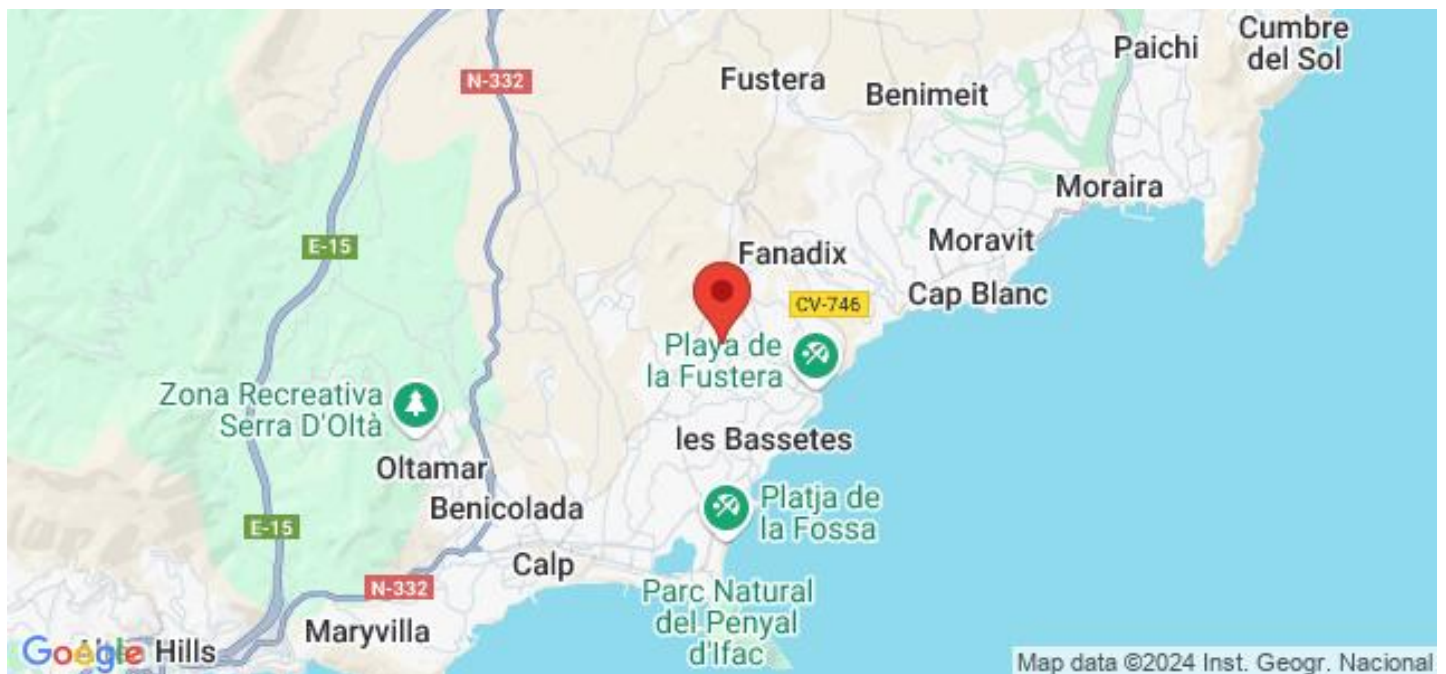 Cumbre
del Sol
Paichi
N-332
Fustera
Benimeit
Moraira
E-15
Fanadix
Moravit
CV-746
Cap Blanc
Playa de
la Fustera
Zona Recreativa
Serra D'Oltà
les Bassetes
Oltamar
Benicolada
Platja de
la Fossa
E-15
Calp
N-332
Parc Natural
del Penyal
d'Ifac
Maryvilla
Hills
Google
Map data ©2024 Inst. Geogr. Nacional